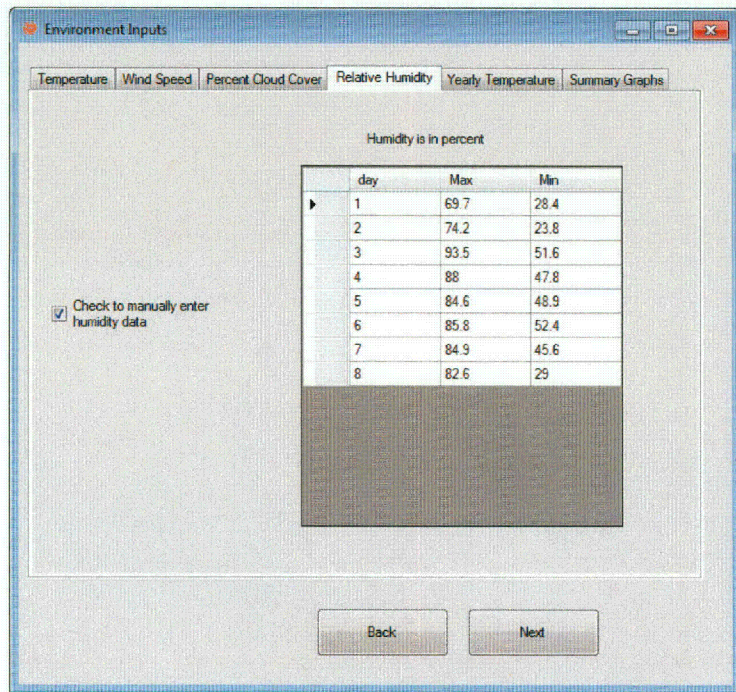 Environment Inputs
Temperature Wind Speed Percent Cloud Cover Relative Humidity Yearly Temperature Summary Graphs
Humidity is in percent
day Max Min
1 69.7 28.4
2 74.2 23.8
3 93.5 51.6
4 88 47.8
5 84.6 48.9
6 85.8 52.4
7 84.9 45.6
8 82.6 29
Check to manually enter
humidity data
Back Next